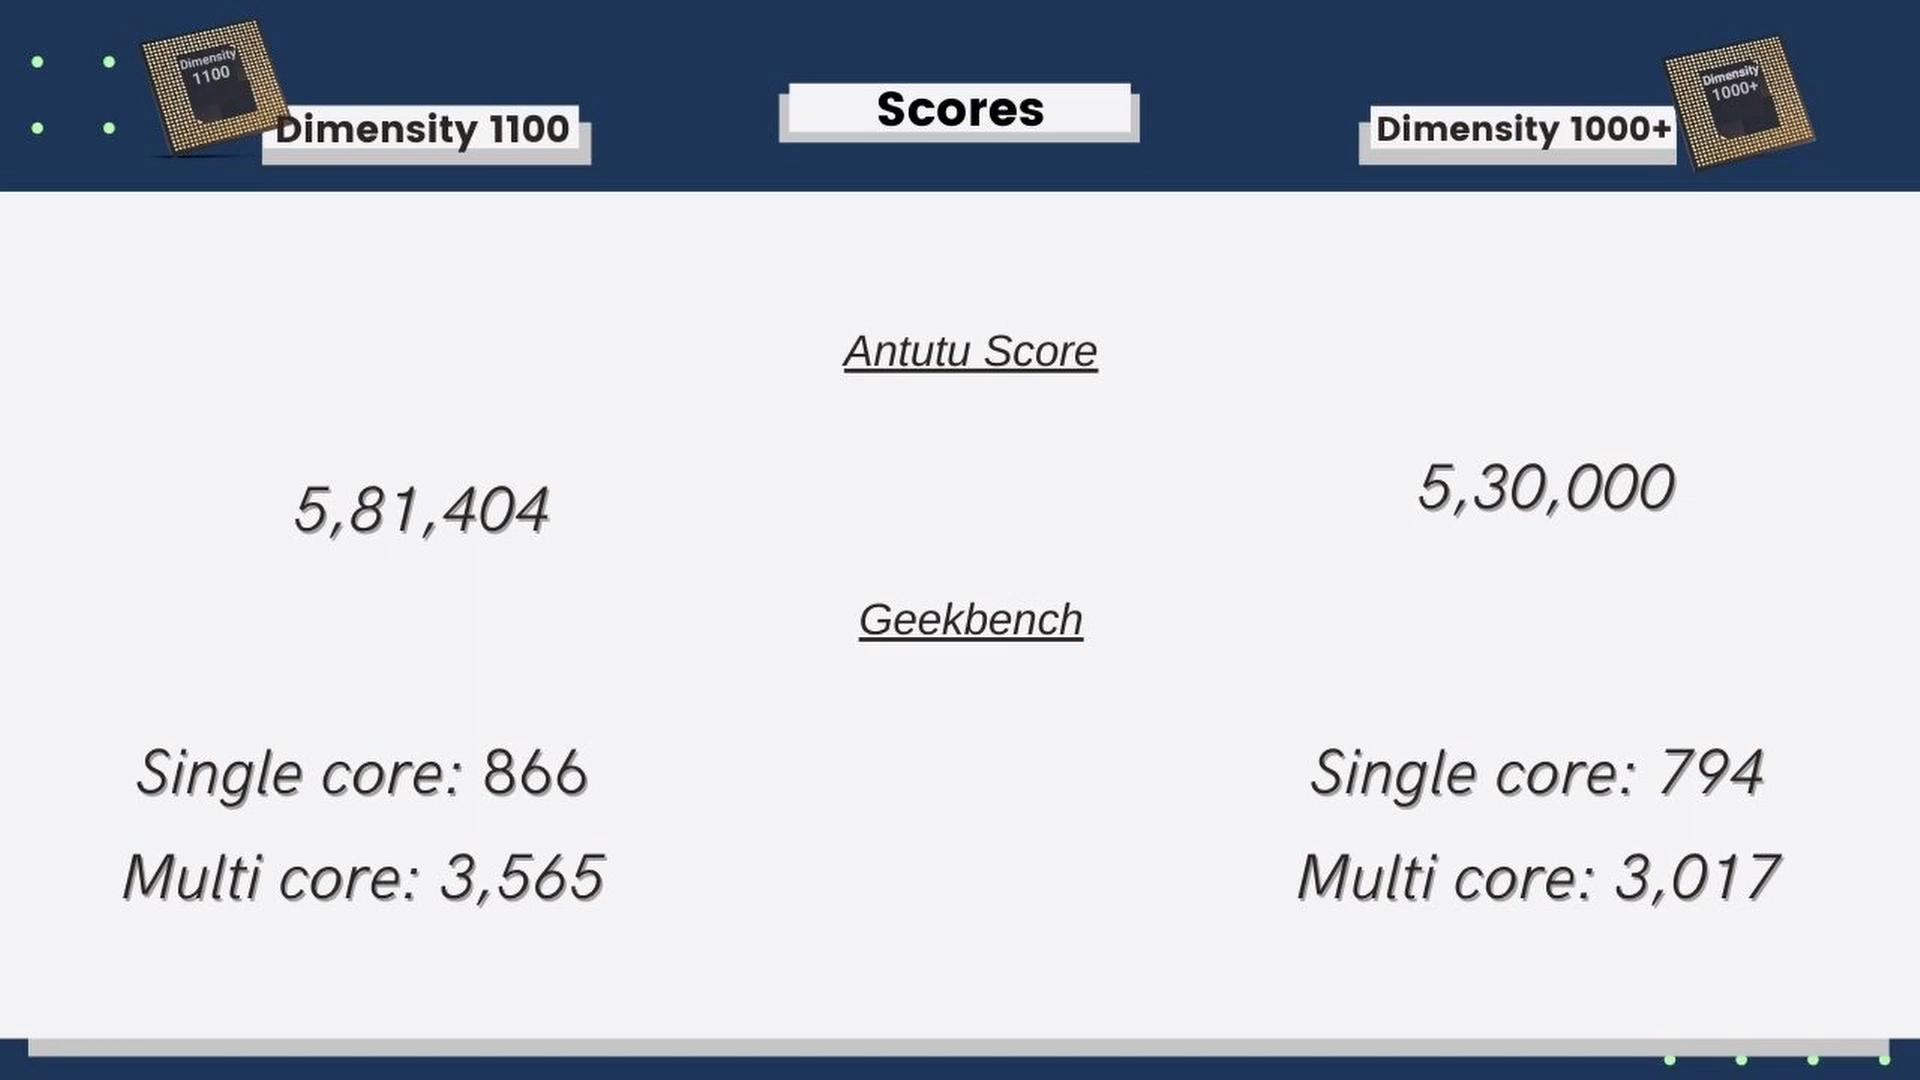 Dimensity
1100
Dimensity 1100
Scores
Dimensity 1000+
Dimensity
1000+
Antutu Score
5,81,404
5,30,000
Geekbench
Single core: 866
Single core: 794
Multi core: 3,565
Multi core: 3,017